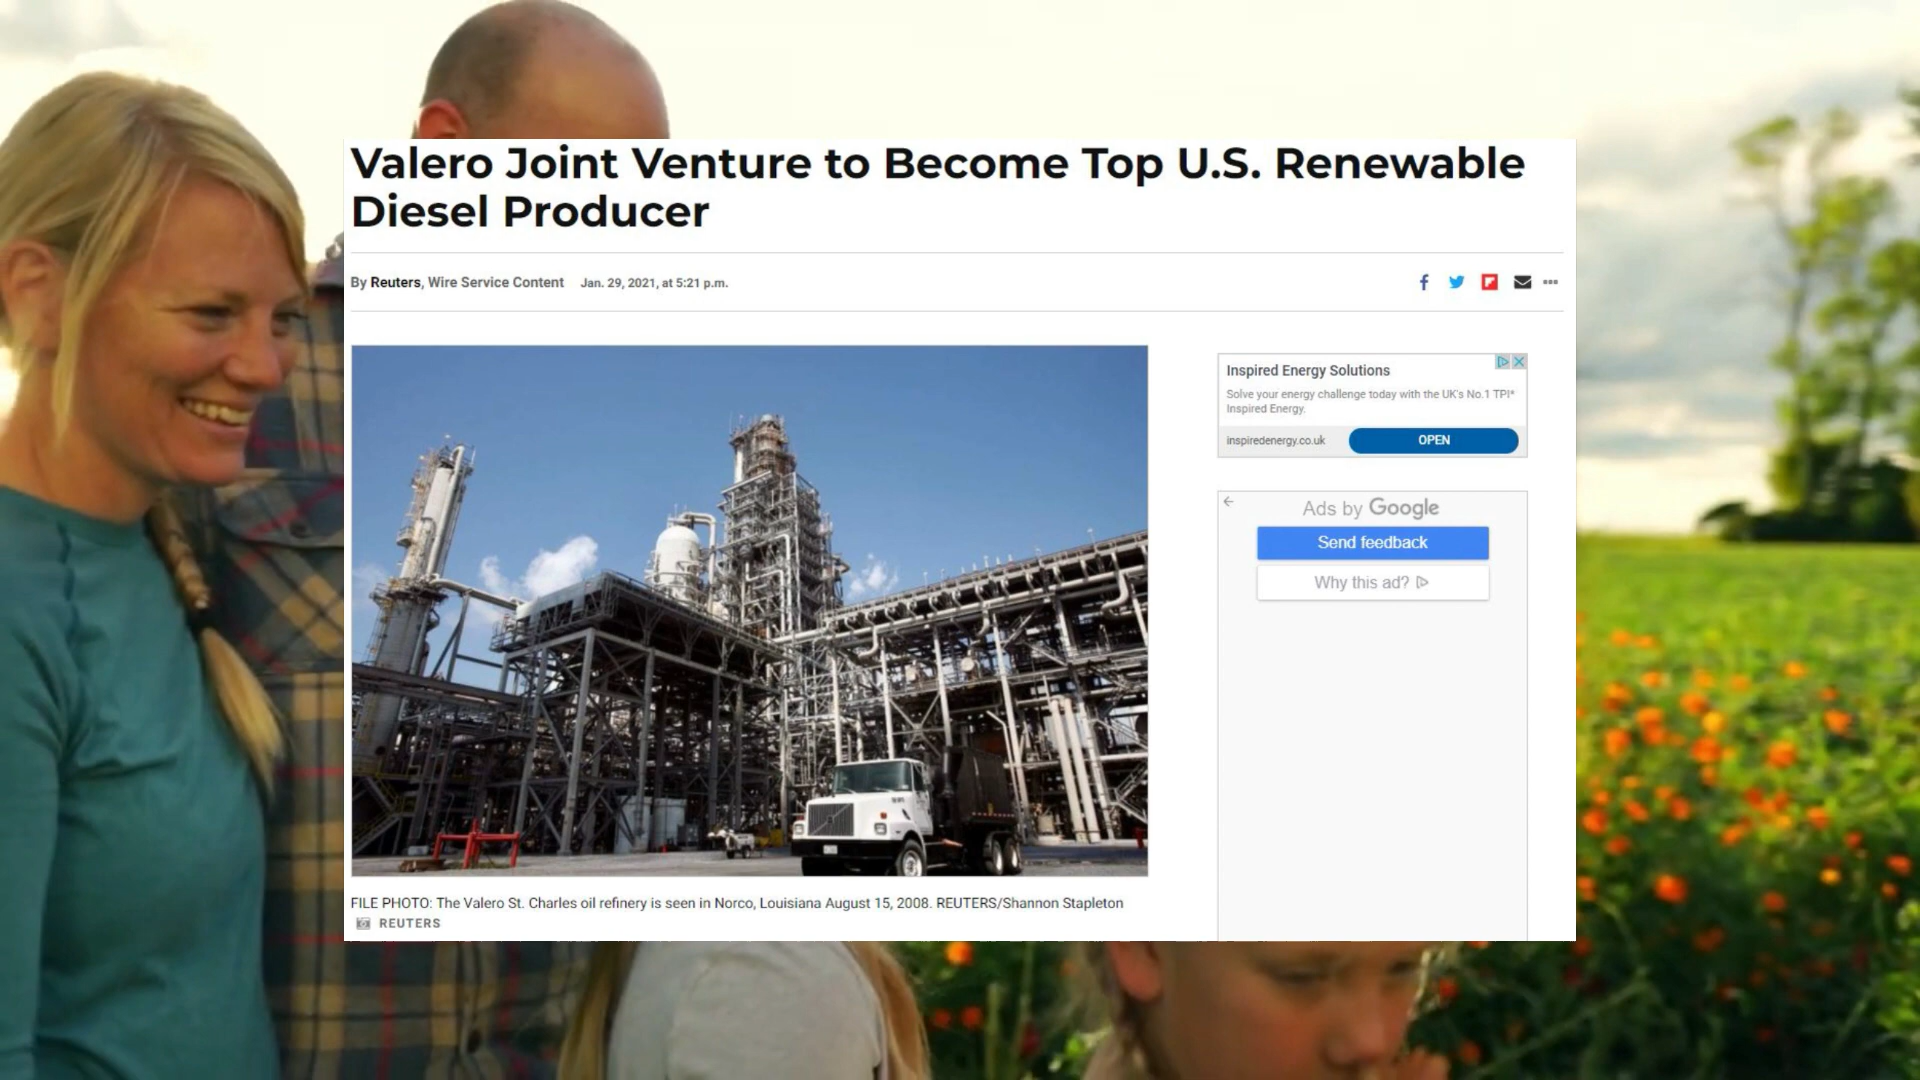 Valero Joint Venture to Become Top U.S. Renewable
Diesel Producer
By Reuters, Wire Service Content Jan. 29, 2021, at 5:21 p.m.
Inspired Energy Solutions
Solve your energy challenge today with the UK's No.1 TPI*
Inspired Energy.
inspiredenergy.co.uk
OPEN
Ads by Google
Send feedback
Why this ad?
FILE PHOTO: The Valero St. Charles oil refinery is seen in Norco, Louisiana August 15, 2008. REUTERS/Shannon Stapleton
REUTERS